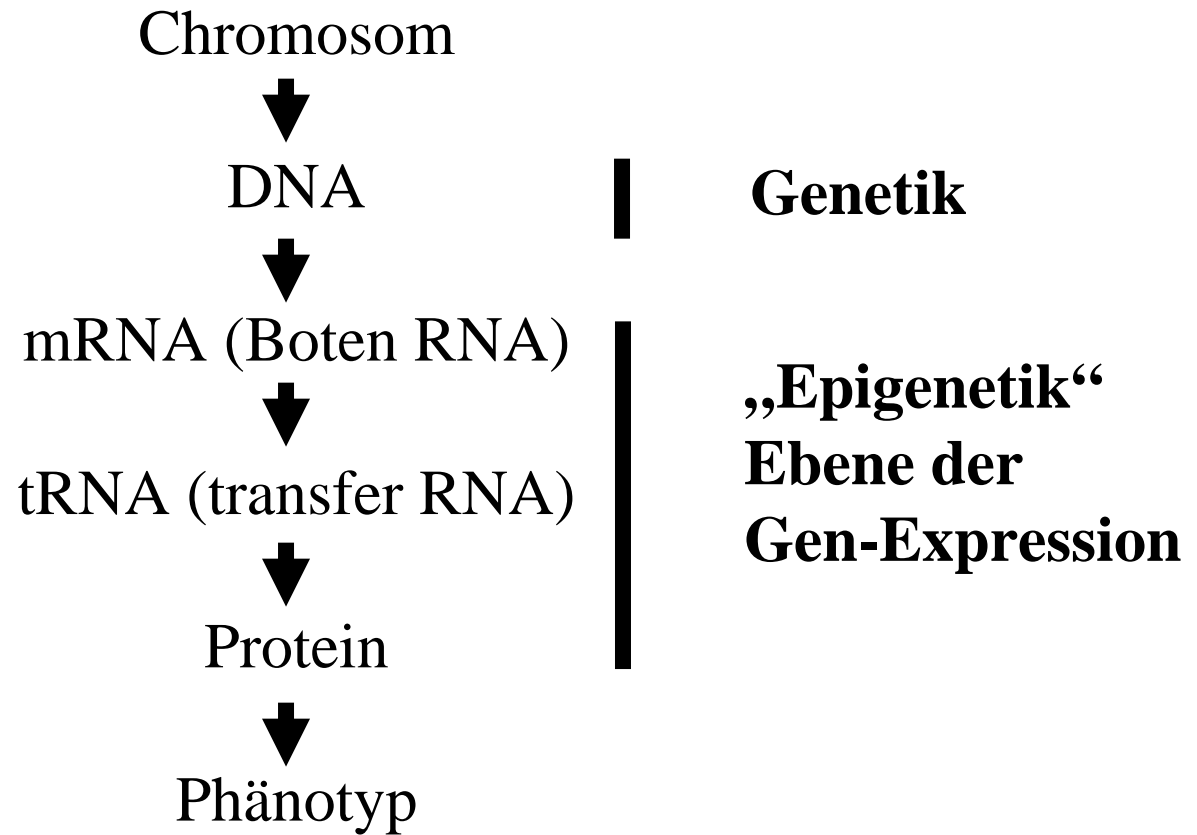 Chromosom
DNA
Genetik
mRNA (Boten RNA)
„Epigenetik“
Ebene der
tRNA (transfer RNA)
Gen-Expression
Protein
Phänotyp